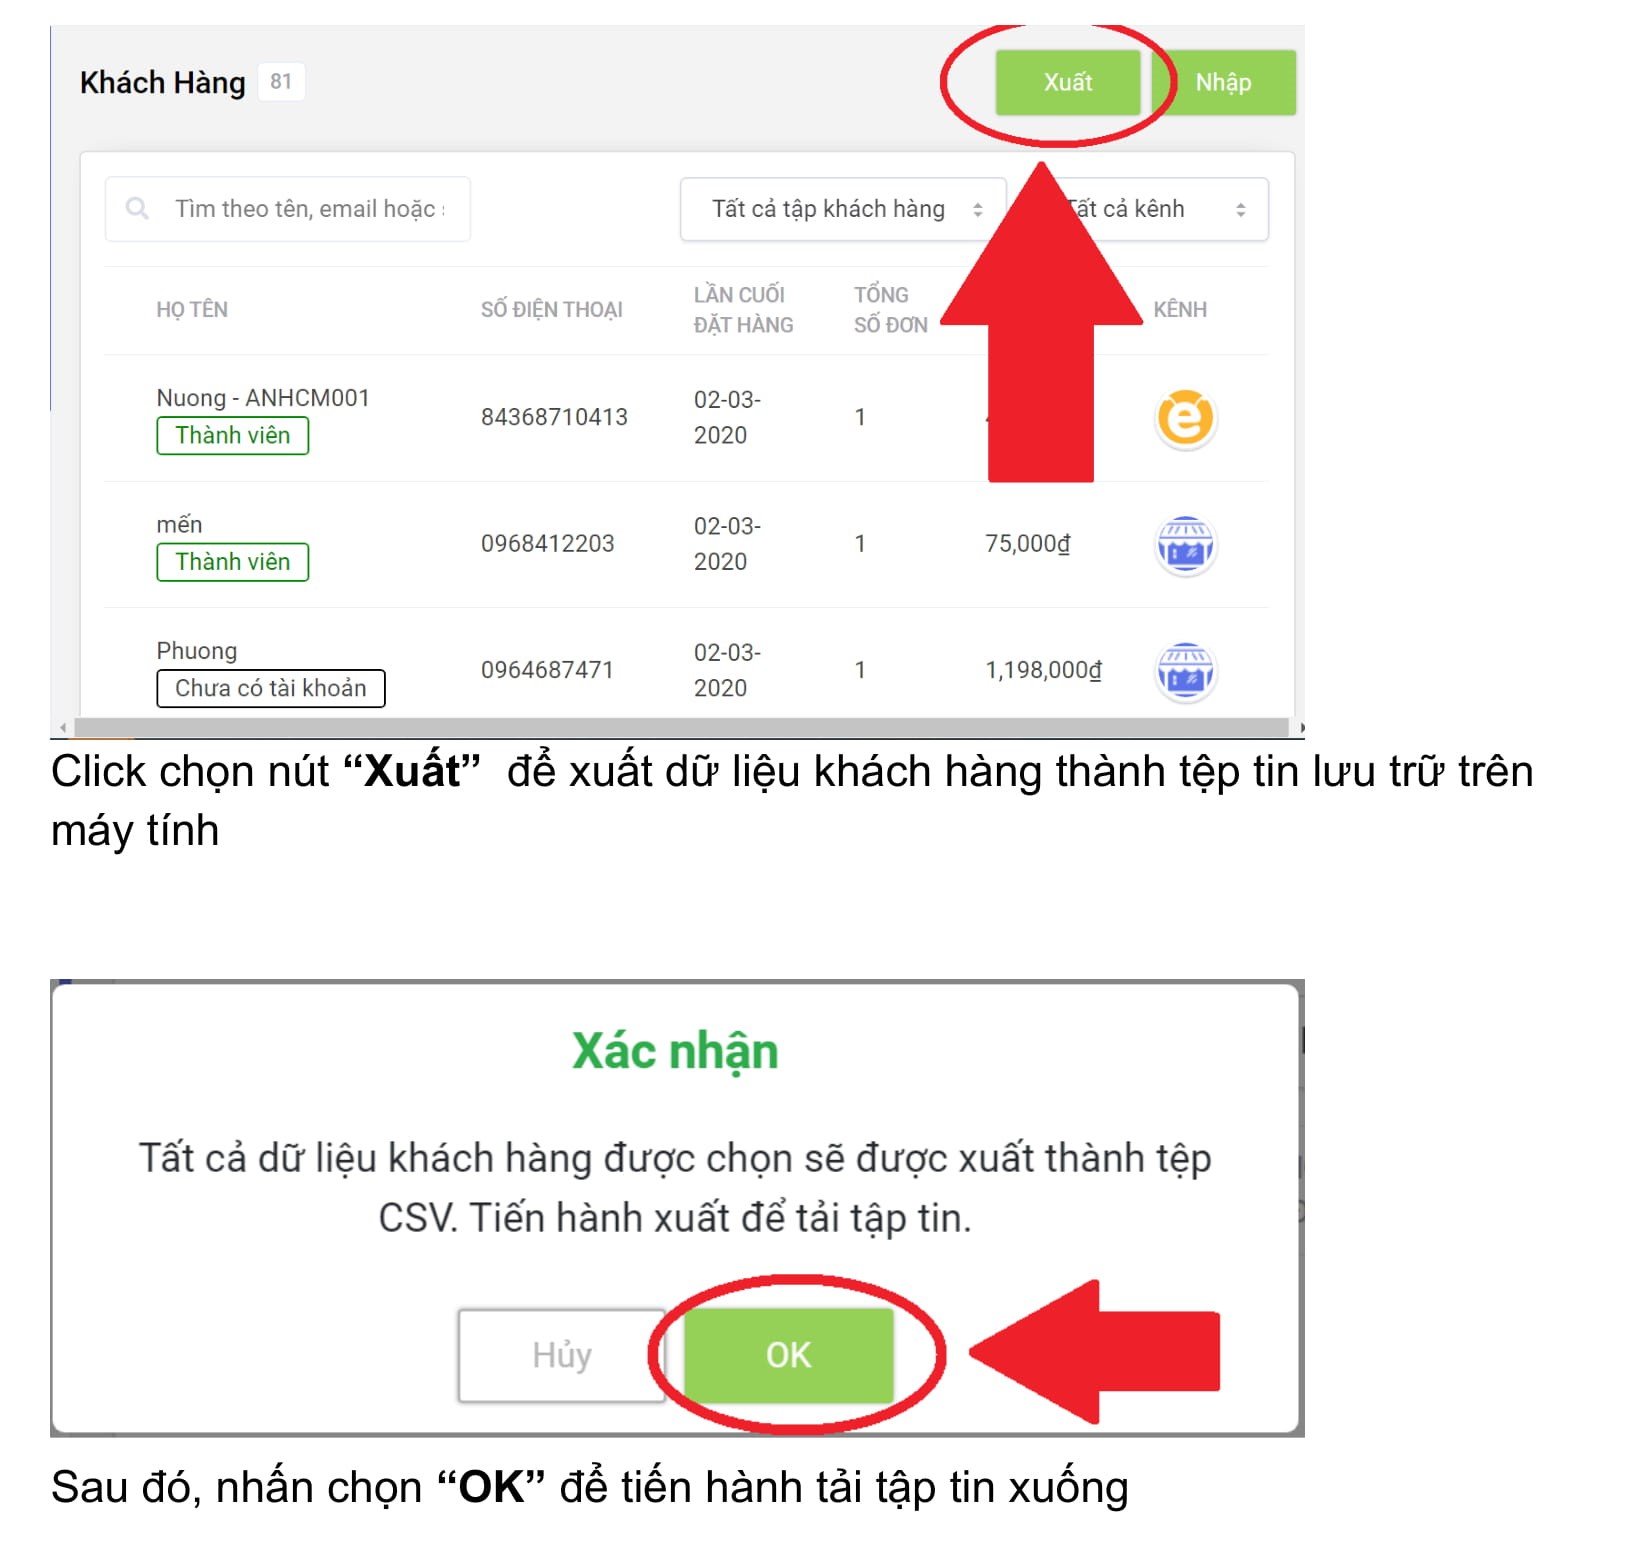 Khách Hàng 81 Xuất Nhập
Tìm theo tên, email hoặc Tất cả tập khách hàng Tất cả kênh
HỌ TÊN SỐ ĐIỆN THOẠI LẦN CUỐI ĐẶT HÀNG TỔNG SỐ ĐƠN KÊNH
Nuong - ANHCM001
Thành viên
84368710413
02-03-
2020
1
mến
Thành viên
0968412203
02-03-
2020
1
75,000₫
Phuong
Chưa có tài khoản
0964687471
02-03-
2020
1
1,198,000₫
Click chọn nút “Xuất” để xuất dữ liệu khách hàng thành tệp tin lưu trữ trên
máy tính
Xác nhận
Tất cả dữ liệu khách hàng được chọn sẽ được xuất thành tệp
CSV. Tiến hành xuất để tải tập tin.
Hủy OK
Sau đó, nhấn chọn “OK” để tiến hành tải tập tin xuống